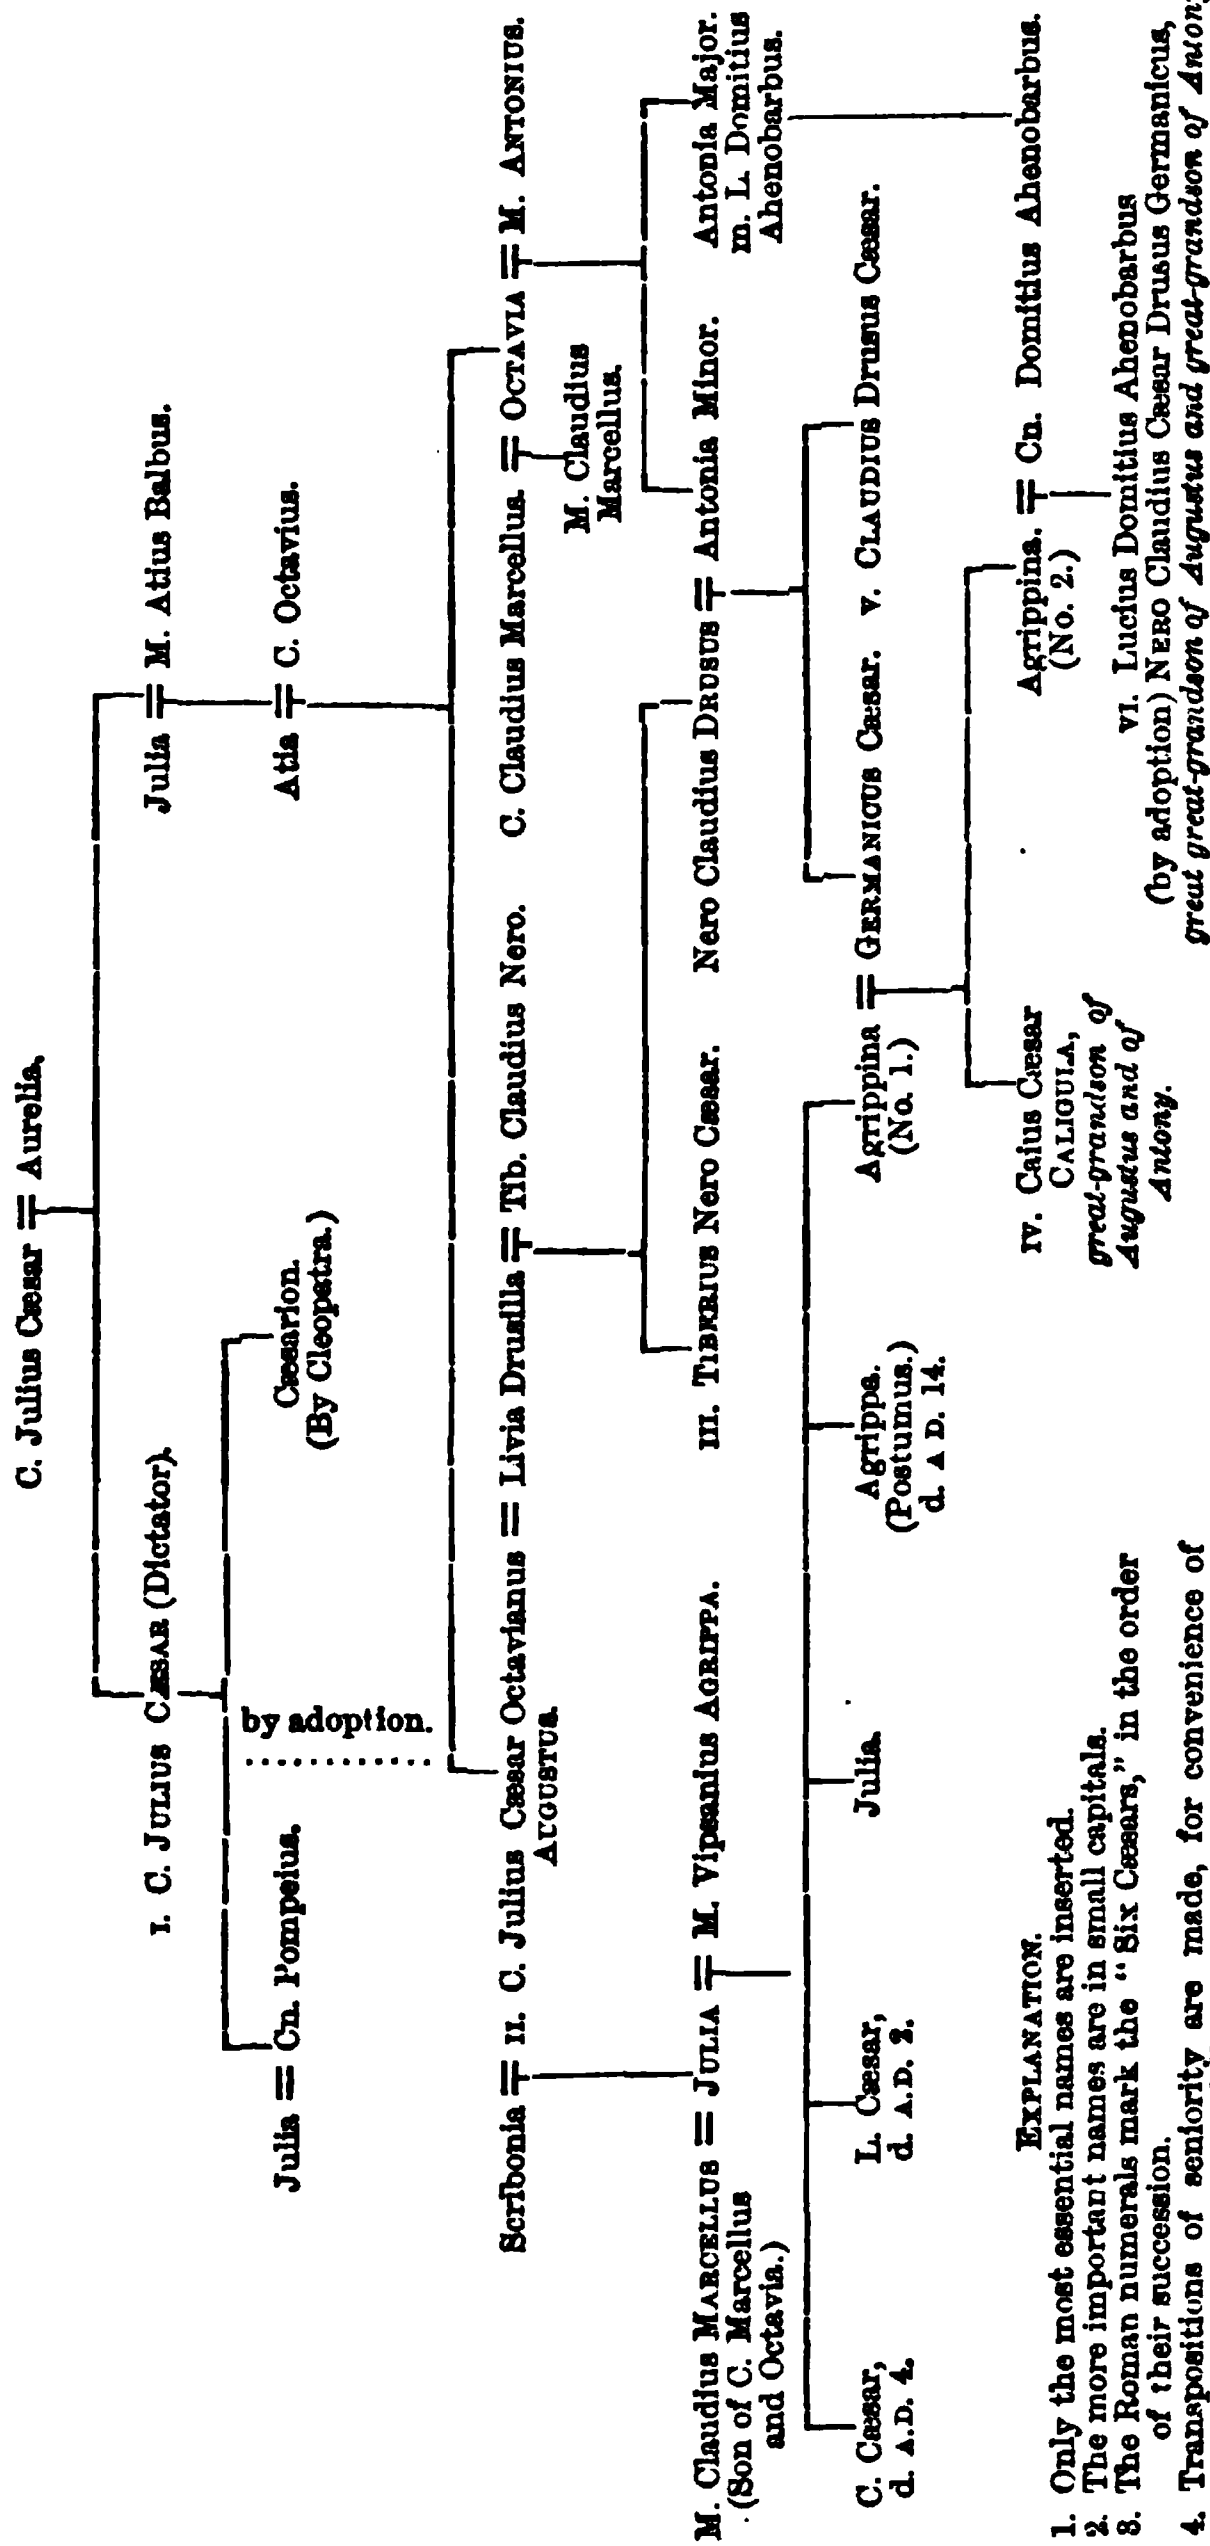 C. Julius Cæsar = Aurelia.
I. C. JULIUS CÆSAR (Dictator).
Julia = M. Atius Balbus.
Julia = Cn. Pompeius.
by adoption.
Cæsarion.
(By Cleopatra.)
Atia = C. Octavius.
Scribonia = II. C. Julius Cæsar Octavianus = Livia Drusilla = Tib. Claudius Nero.
AUGUSTUS.
C. Claudius Marcellus = OCTAVIA = M. ANTONIUS.
M. Claudius
Marcellus.
M. Claudius MARCELLUS = JULIA = M. Vipsanius AGRIPPA.
(Son of C. Marcellus
and Octavia.)
III. TIBERIUS Nero Cæsar.
Nero Claudius DRUSUS = Antonia Minor.
Antonia Major.
m. L. Domitius
Ahenobarbus.
C. Cæsar,
d. A.D. 4.
L. Cæsar,
d. A.D. 2.
Julia.
Agrippa.
(Postumus.)
d. A D. 14.
Agrippina = GERMANICUS Cæsar.
(No. 1.)
V. CLAUDIUS Drusus Cæsar.
IV. Caius Cæsar
CALIGULA,
great-grandson of
Augustus and of
Antony.
Agrippina. = Cn. Domitius Ahenobarbus.
(No. 2.)
VI. Lucius Domitius Ahenobarbus
(by adoption) NERO Claudius Cæsar Drusus Germanicus,
great great-grandson of Augustus and great-grandson of
EXPLANATION.
1. Only the most essential names are inserted.
2. The more important names are in small capitals.
3. The Roman numerals mark the "Six Cæsars," in the order
of their succession.
4. Transpositions of seniority are made, for convenience of